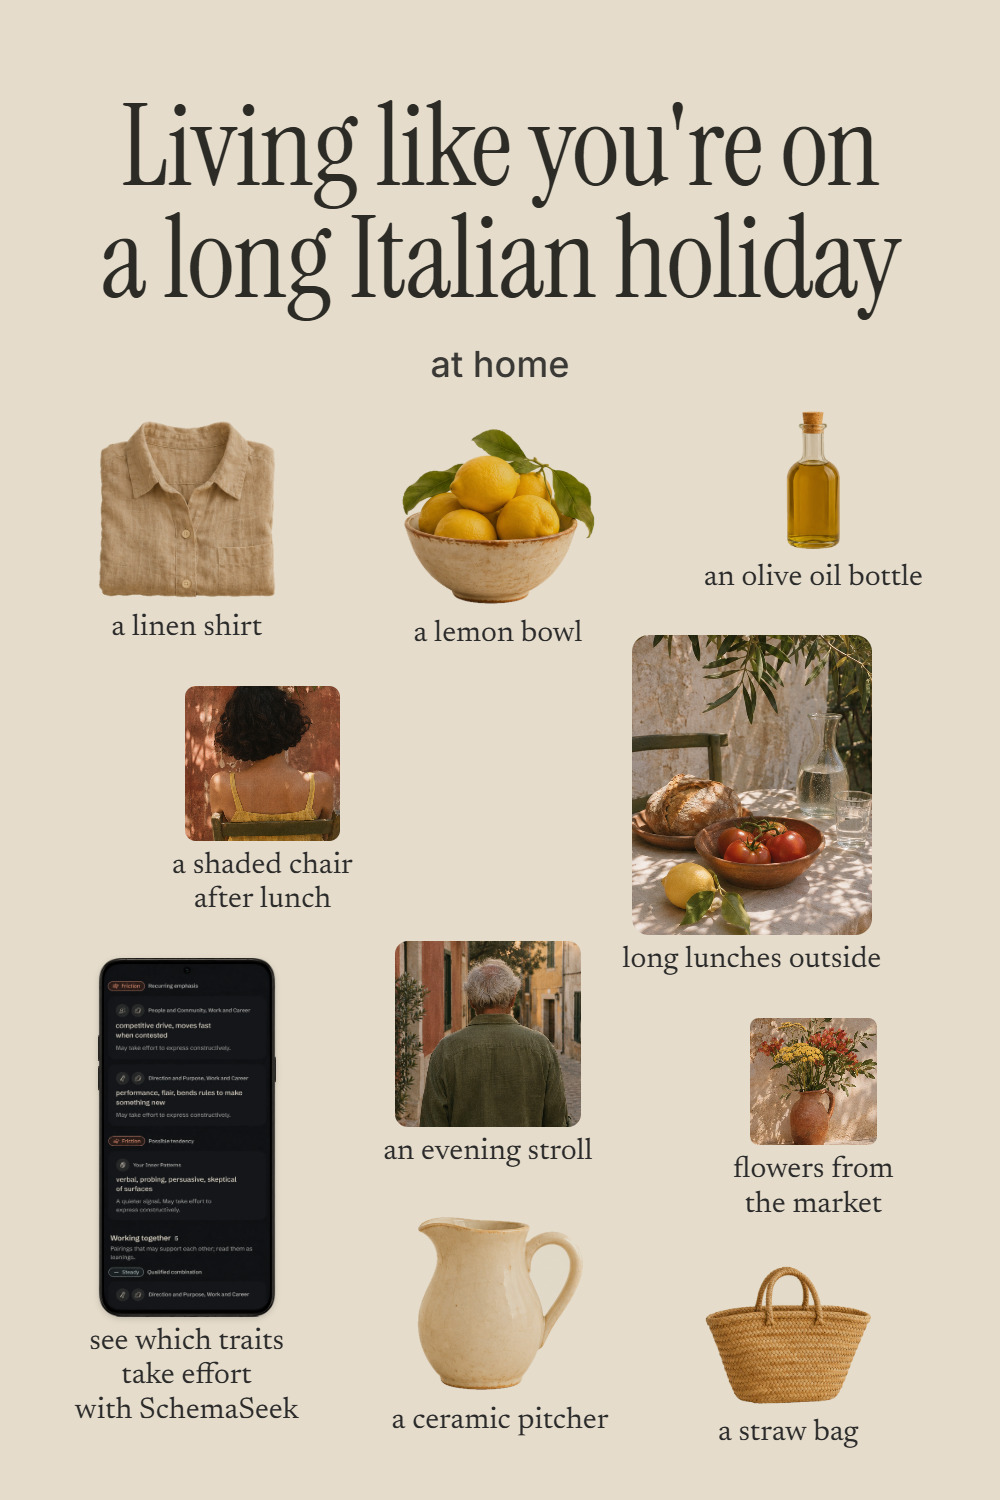 Living like you're on
a long Italian holiday
at home
a linen shirt
a lemon bowl
an olive oil bottle
a shaded chair
after lunch
long lunches outside
Friction Recurring emphasis
People and Community, Work and Career
competitive drive, moves fast
when contested
May take effort to express constructively.
Direction and Purpose, Work and Career
performance, flair, bends rules to make
something new
May take effort to express constructively.
Friction Possible tendency
Your Inner Patterns
verbal, probing, persuasive, skeptical
of surfaces
A quieter signal. May take effort to
express constructively.
Working together 5
Pairings that may support each other; read them as
leanings.
Steady Qualified combination
Direction and Purpose, Work and Career
see which traits
take effort
with SchemaSeek
an evening stroll
flowers from
the market
a ceramic pitcher
a straw bag